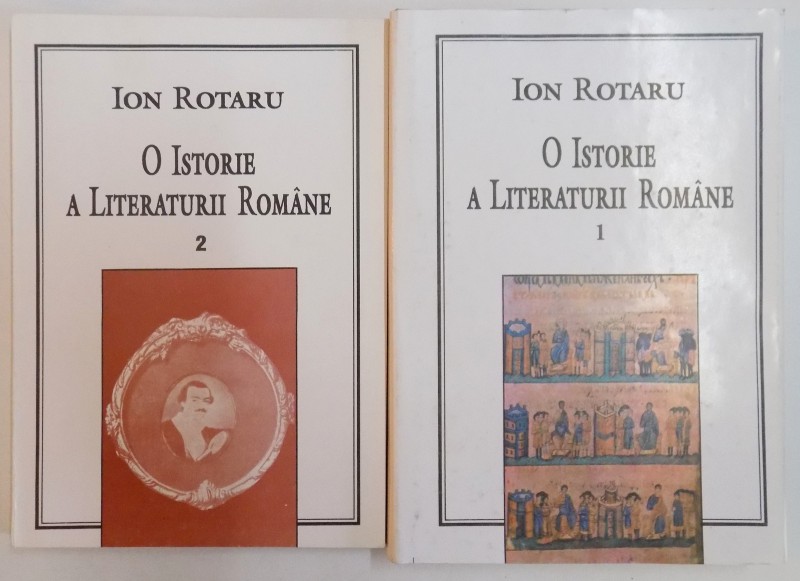 ION ROTARU
O ISTORIE
A LITERATURII ROMÂNE
2
ION ROTARU
O ISTORIE
A LITERATURII ROMÂNE
1